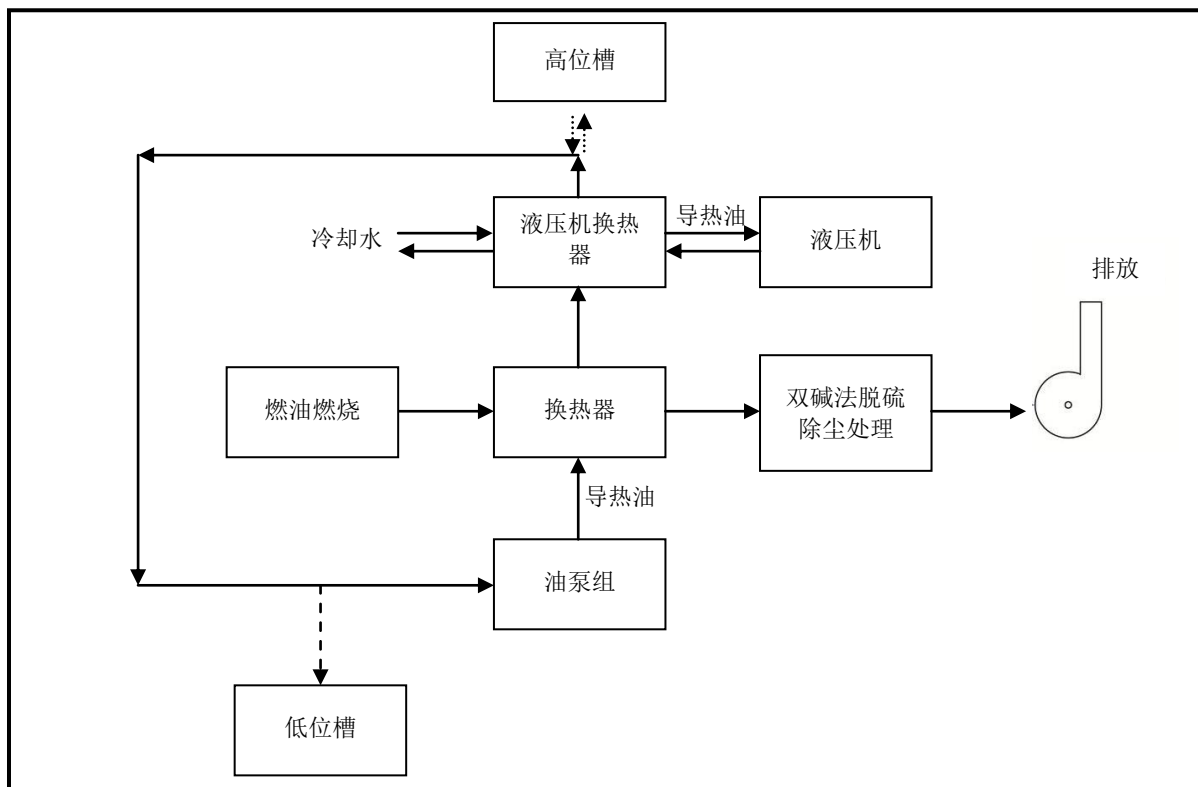 高位槽
液压机换热
器
导热油
液压机
冷却水
排放
燃油燃烧
换热器
双碱法脱硫
除尘处理
导热油
油泵组
低位槽